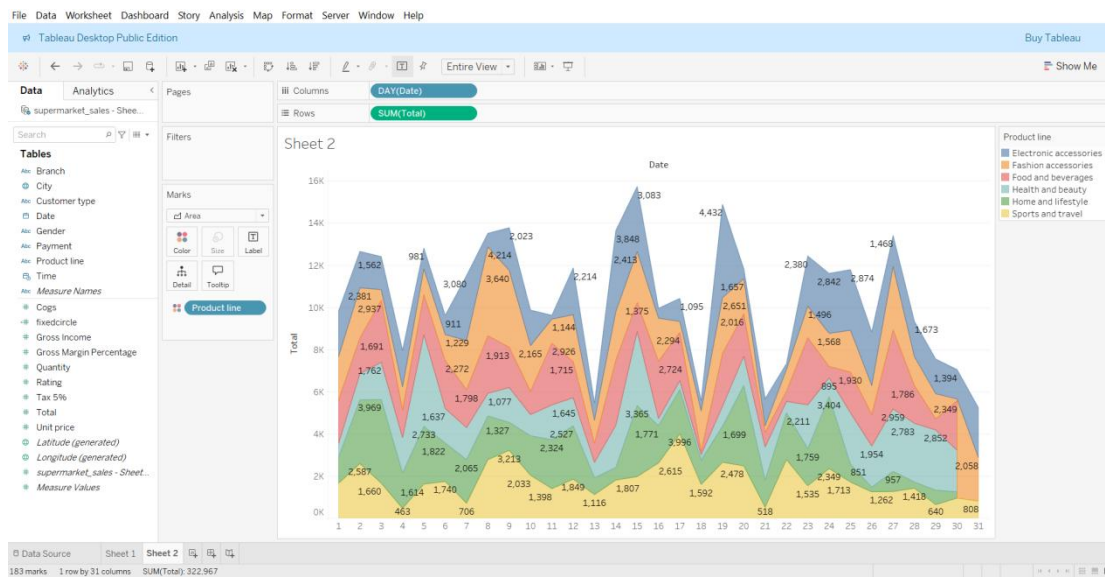 File Data Worksheet Dashboard Story Analysis Map Format Server Window Help
Tableau Desktop Public Edition
Buy Tableau
Entire View
Show Me
Data Analytics
supermarket_sales - Shee...
Search
Tables
Abc Branch
City
Abc Customer type
Date
Abc Gender
Abc Payment
Abc Product line
Time
Abc Measure Names
Cogs
fixedcircle
Gross Income
Gross Margin Percentage
Quantity
Rating
Tax 5%
Total
Unit price
Latitude (generated)
Longitude (generated)
supermarket_sales - Sheet...
Measure Values
Pages
Filters
Marks
Area
Color Size Label
Detail Tooltip
Product line
Columns DAY(Date)
Rows SUM(Total)
Sheet 2
Date
Total
16K
14K
12K
10K
8K
6K
4K
2K
0K
3,083
4,432
981 2,023 1,468
1,562 3,080 4,214 3,848 2,380
2,413
3,640 2,214 2,842 2,874
2,381 1,657
2,937 2,651
911 1,144 1,375 1,095 2,016 1,496
1,229 1,568 1,673
1,691 1,913 2,165 2,926 2,294
2,272 1,715 2,724
1,762 1,798 895 1,930 1,786 1,394
3,969 1,077 1,645 3,365 3,404 2,349
1,637 2,211 2,959
2,733 1,327 2,527 1,771 1,699 2,783
1,822 2,324 3,996 1,759 1,954 2,852
2,065 3,213 2,058
2,587 2,033 1,849 2,615 2,478 2,349 851 957
1,660 1,614 1,740 1,398 1,807 1,592 1,535 1,713 1,262 1,418
463 706 1,116 518 640 808
1 2 3 4 5 6 7 8 9 10 11 12 13 14 15 16 17 18 19 20 21 22 23 24 25 26 27 28 29 30 31
Product line
Electronic accessories
Fashion accessories
Food and beverages
Health and beauty
Home and lifestyle
Sports and travel
Data Source Sheet 1 Sheet 2
183 marks 1 row by 31 columns SUM(Total): 322,967